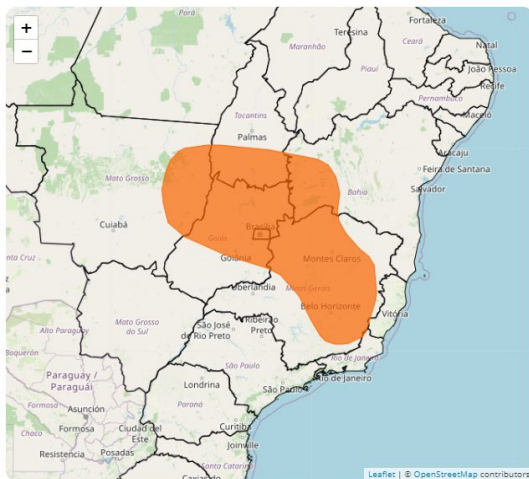 +
−
Pará
Fortaleza
Teresina
Maranhão
Ceará
Natal
Piauí
João Pessoa
Recife
Pernambuco
Tocantins
Maceió
Palmas
Aracaju
Mato Grosso
Feira de Santana
Bahia
Salvador
Cuiabá
Brasília
Goiás
Goiânia
Montes Claros
anta Cruz
Uberlândia
Minas Gerais
Belo Horizonte
Vitória
Mato Grosso
do Sul
Alto Paraguay
São José
do Rio Preto
Ribeirão
Preto
Boquerón
Rio de Janeiro
São Paulo
Paraguay /
Paraguái
Londrina
São Paulo
Rio de Janeiro
Paraná
Formosa
Asunción
Chaco
Formosa
Ciudad del
Este
Curitiba
Resistencia
Posadas
Joinville
Santa Catarina
Caxias do
Leaflet | © OpenStreetMap contributors